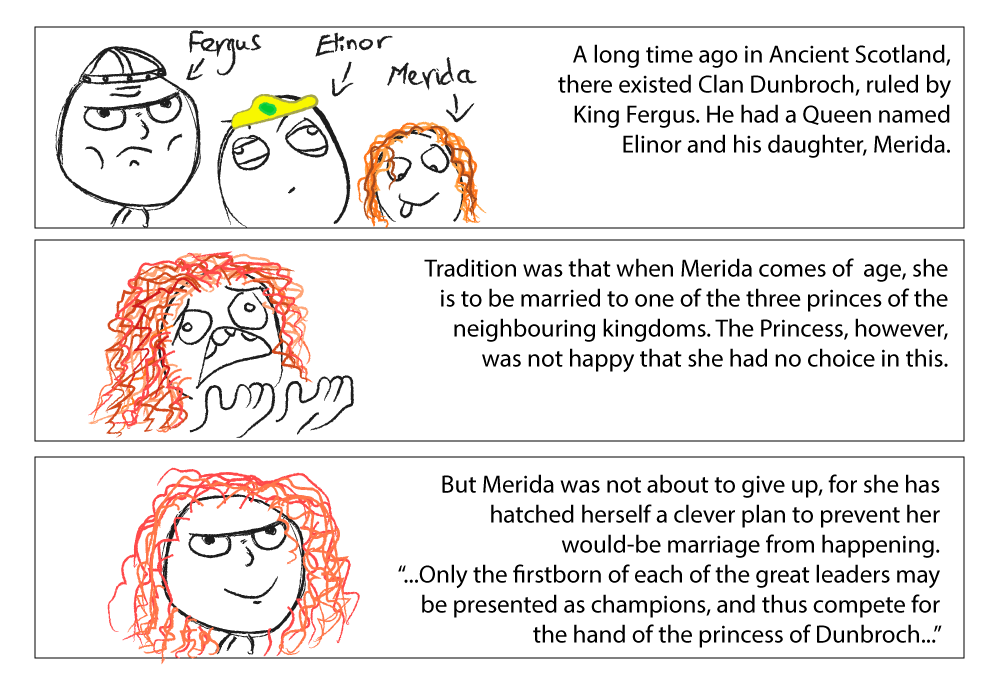 Fergus
Elinor
Merida
A long time ago in Ancient Scotland,
there existed Clan Dunbroch, ruled by
King Fergus. He had a Queen named
Elinor and his daughter, Merida.
Tradition was that when Merida comes of  age, she
is to be married to one of the three princes of the
neighbouring kingdoms. The Princess, however,
was not happy that she had no choice in this.
But Merida was not about to give up, for she has
hatched herself a clever plan to prevent her
would-be marriage from happening.
“...Only the firstborn of each of the great leaders may
be presented as champions, and thus compete for
the hand of the princess of Dunbroch...”